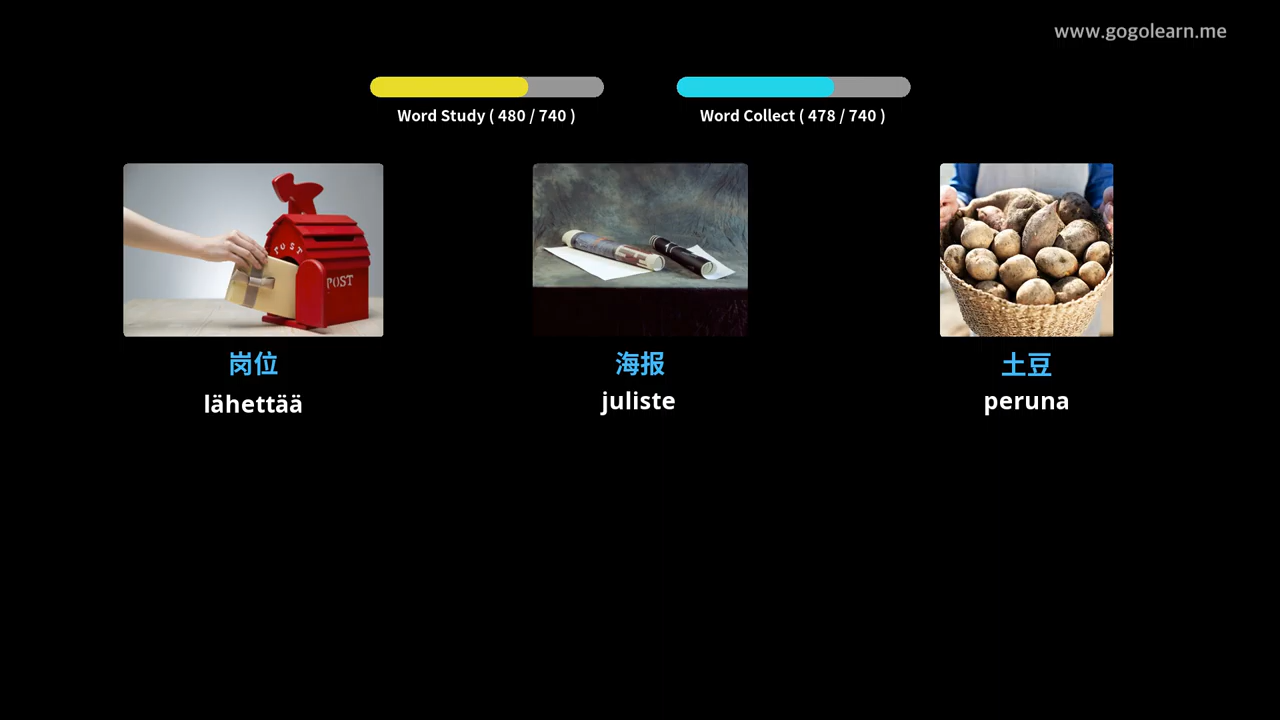 www.gogolearn.me
Word Study ( 480 / 740 )
Word Collect ( 478 / 740 )
POST
POST
岗位
海报
土豆
lähettää
juliste
peruna